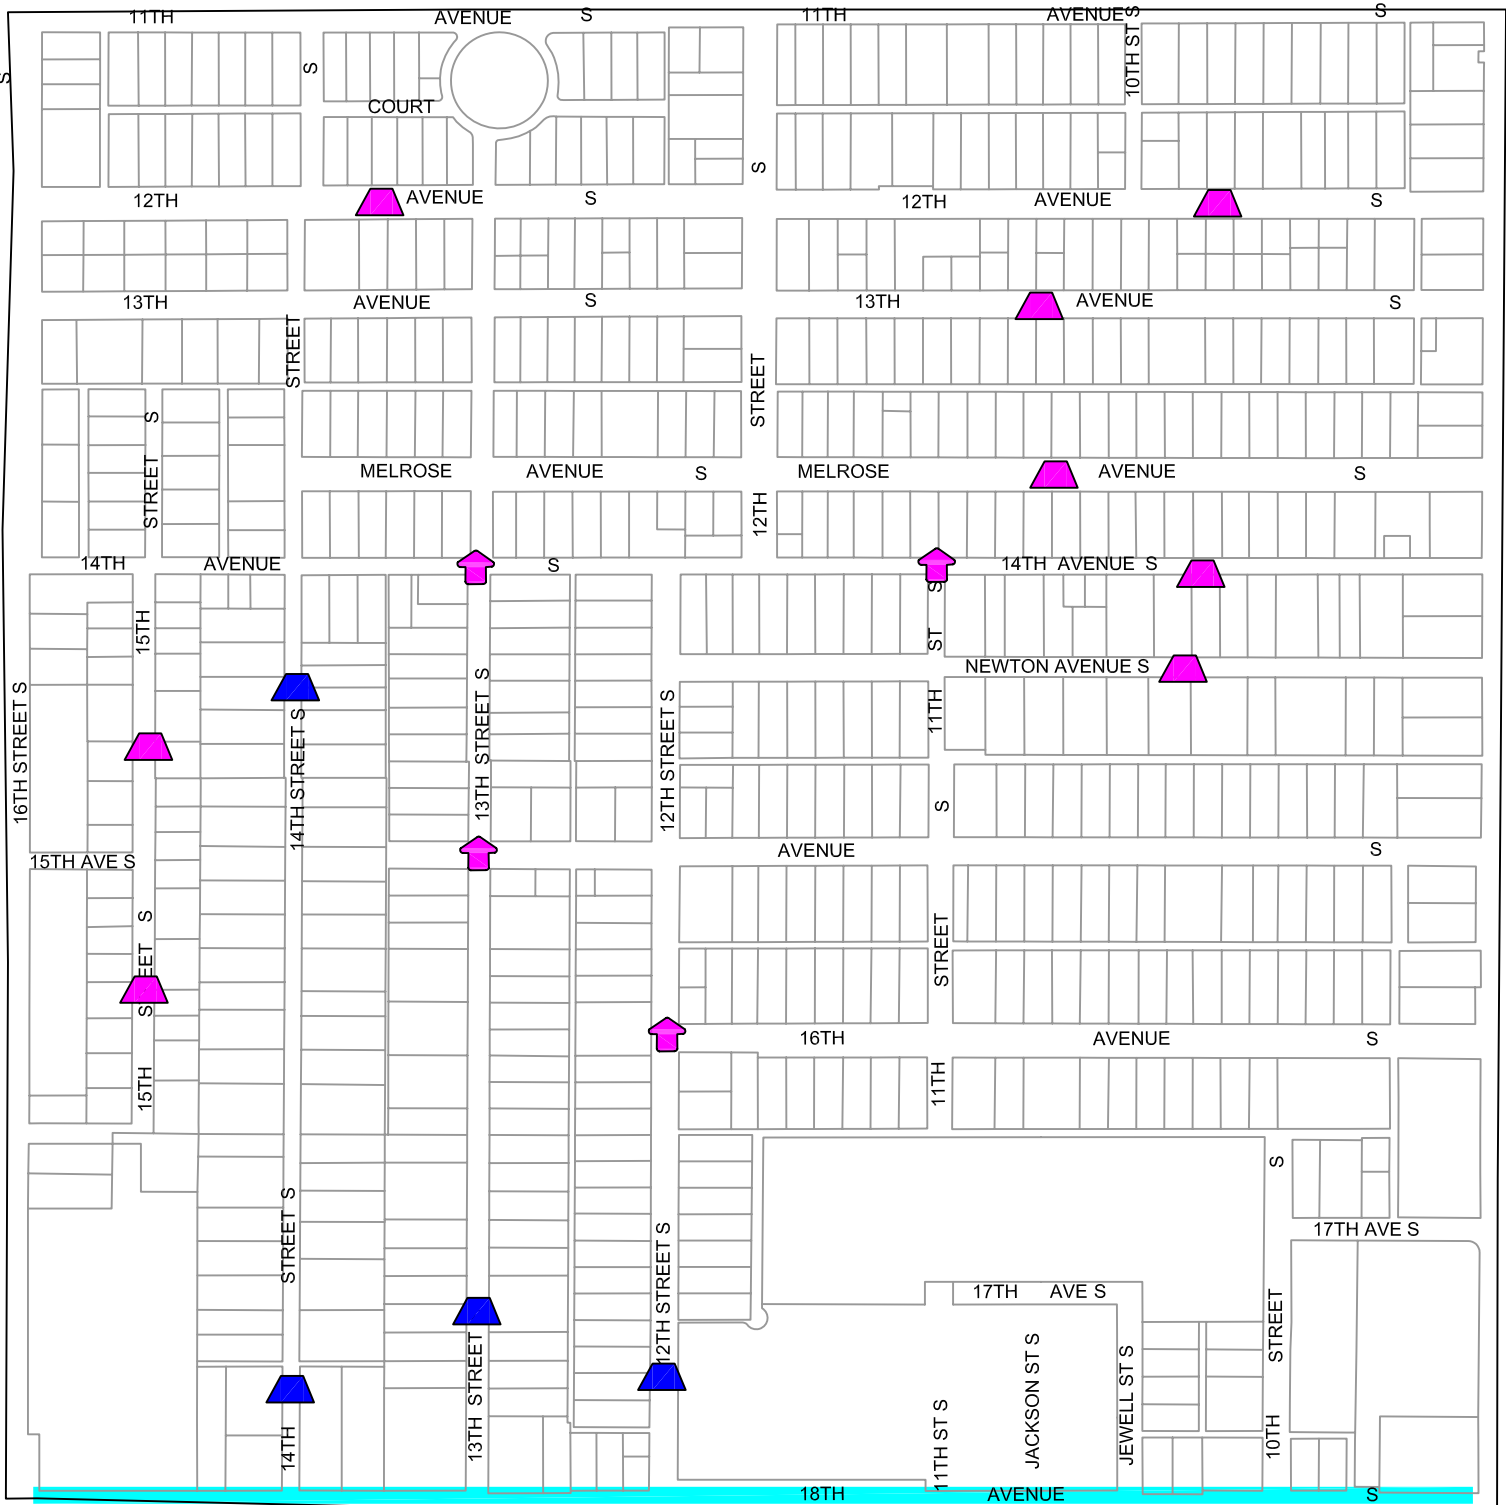 11TH AVENUE S 11TH AVENUE S
10TH ST S
S
S
COURT
S
12TH AVENUE S 12TH AVENUE S
13TH AVENUE S 13TH AVENUE S
STREET
STREET
STREET S
MELROSE AVENUE S MELROSE AVENUE S
12TH
14TH AVENUE S 14TH AVENUE S
15TH
ST S
NEWTON AVENUE S
11TH
16TH STREET S
14TH STREET S
13TH STREET S
12TH STREET S
S
15TH AVE S AVENUE S
S
EET
S
15TH
STREET
16TH AVENUE S
11TH
S
STREET S
17TH AVE S
12TH STREET S
17TH AVE S
STREET
13TH STREET
14TH
11TH ST S
JACKSON ST S
JEWELL ST S
10TH
18TH AVENUE S